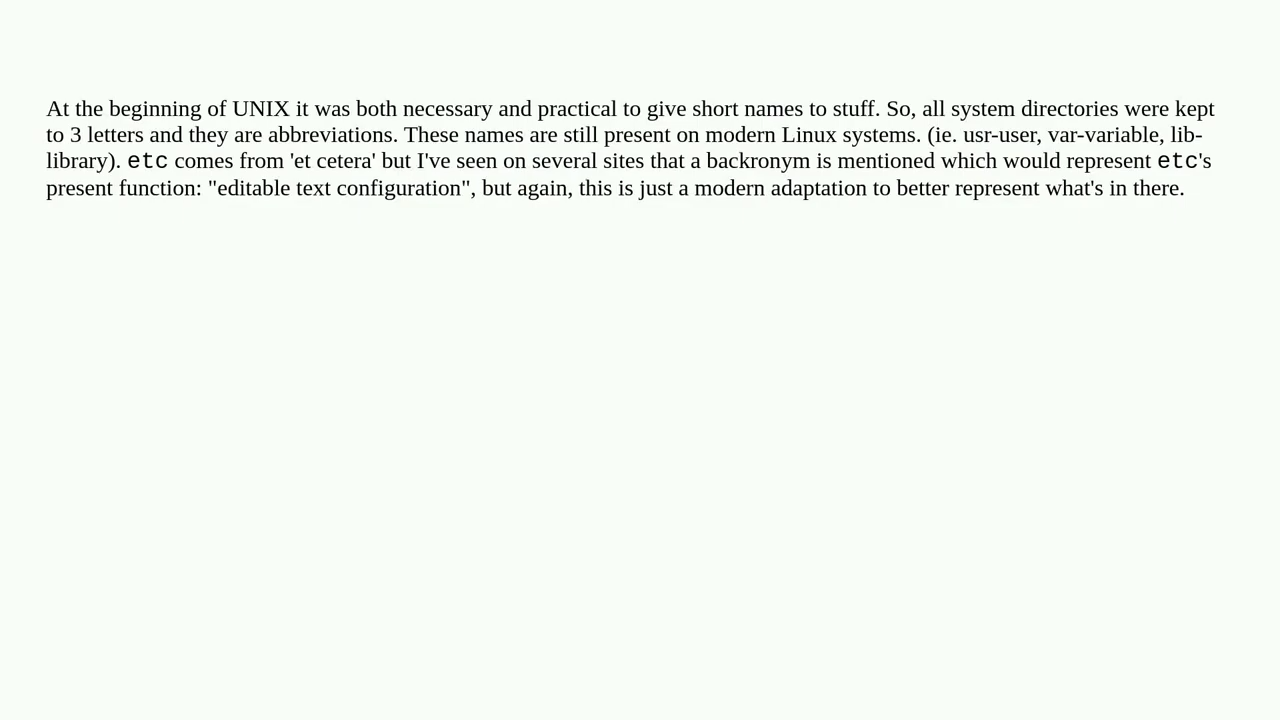 At the beginning of UNIX it was both necessary and practical to give short names to stuff. So, all system directories were kept
to 3 letters and they are abbreviations. These names are still present on modern Linux systems. (ie. usr-user, var-variable, lib-
library). etc comes from 'et cetera' but I've seen on several sites that a backronym is mentioned which would represent etc's
present function: "editable text configuration", but again, this is just a modern adaptation to better represent what's in there.